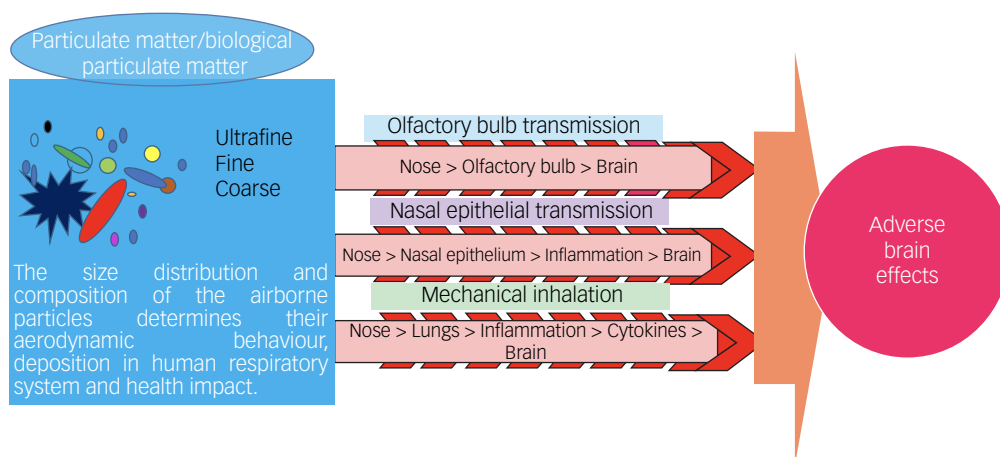 Particulate matter/biological
particulate matter
Ultrafine
Fine
Coarse
The size distribution and
composition of the airborne
particles determines their
aerodynamic behaviour,
deposition in human respiratory
system and health impact.
Olfactory bulb transmission
Nose > Olfactory bulb > Brain
Nasal epithelial transmission
Nose > Nasal epithelium > Inflammation > Brain
Mechanical inhalation
Nose > Lungs > Inflammation > Cytokines >
Brain
Adverse
brain
effects